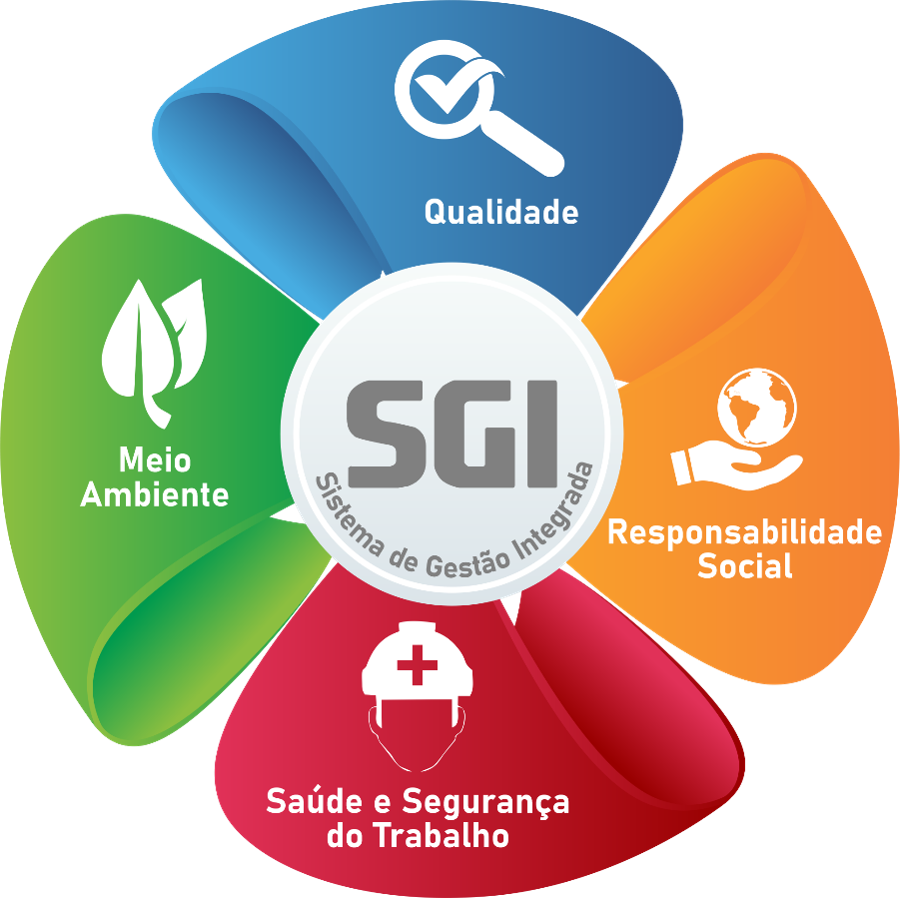 Qualidade
Meio
Ambiente
SGI
Sistema de Gestão Integrada
Responsabilidade
Social
Saúde e Segurança
do Trabalho